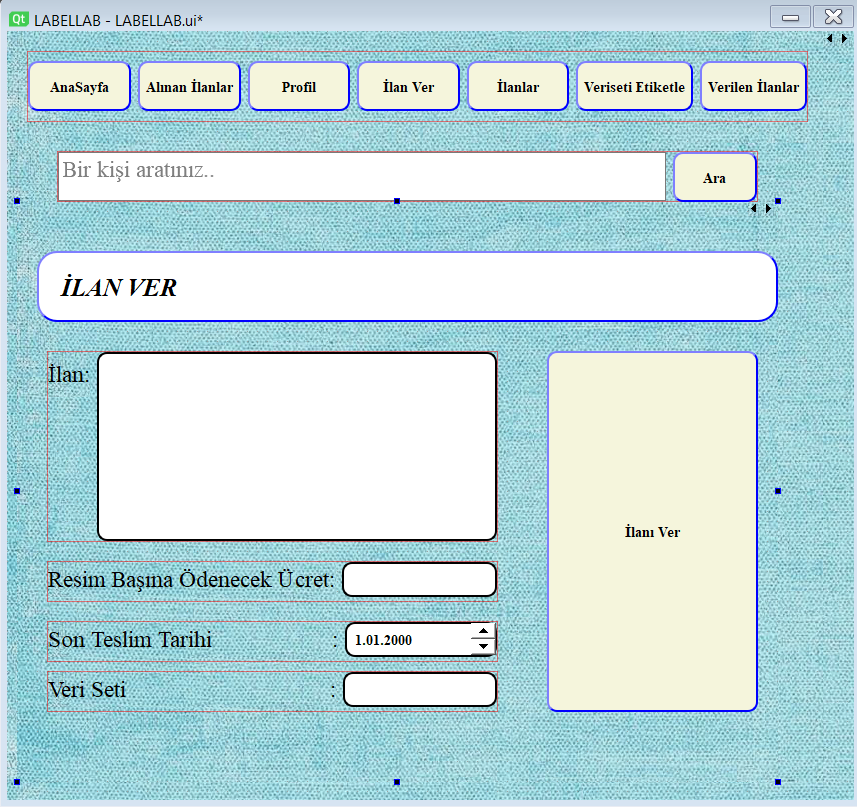 Qt LABELLAB - LABELLAB.ui*
AnaSayfa Alınan İlanlar Profil İlan Ver İlanlar Veriseti Etiketle Verilen İlanlar
Bir kişi aratınız.. Ara
İLAN VER
İlan:
İlanı Ver
Resim Başına Ödenecek Ücret:
Son Teslim Tarihi : 1.01.2000
Veri Seti :